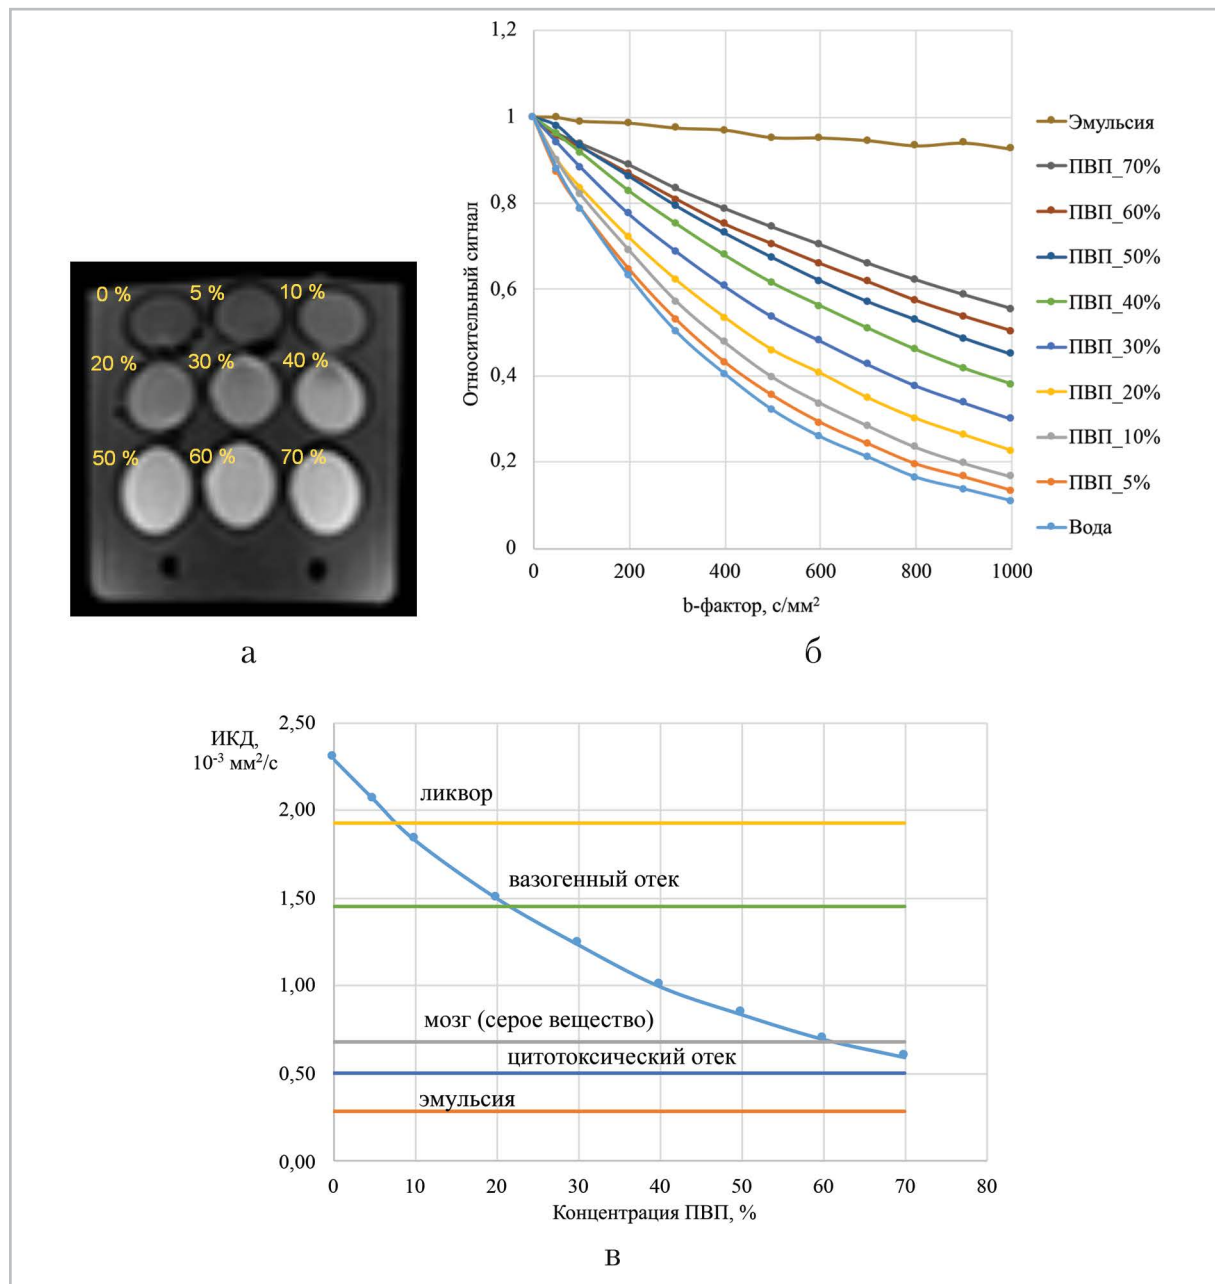 0 %
5 %
10 %
20 %
30 %
40 %
50 %
60 %
70 %
а
Относительный сигнал
1,2
1
0,8
0,6
0,4
0,2
0
0
200
400
600
800
1000
b-фактор, с/мм²
Эмульсия
ПВП_70%
ПВП_60%
ПВП_50%
ПВП_40%
ПВП_30%
ПВП_20%
ПВП_10%
ПВП_5%
Вода
б
ИКД,
10⁻³ мм²/с
2,50
2,00
1,50
1,00
0,50
0,00
ликвор
вазогенный отек
мозг (серое вещество)
цитотоксический отек
эмульсия
0
10
20
30
40
50
60
70
80
Концентрация ПВП, %
в